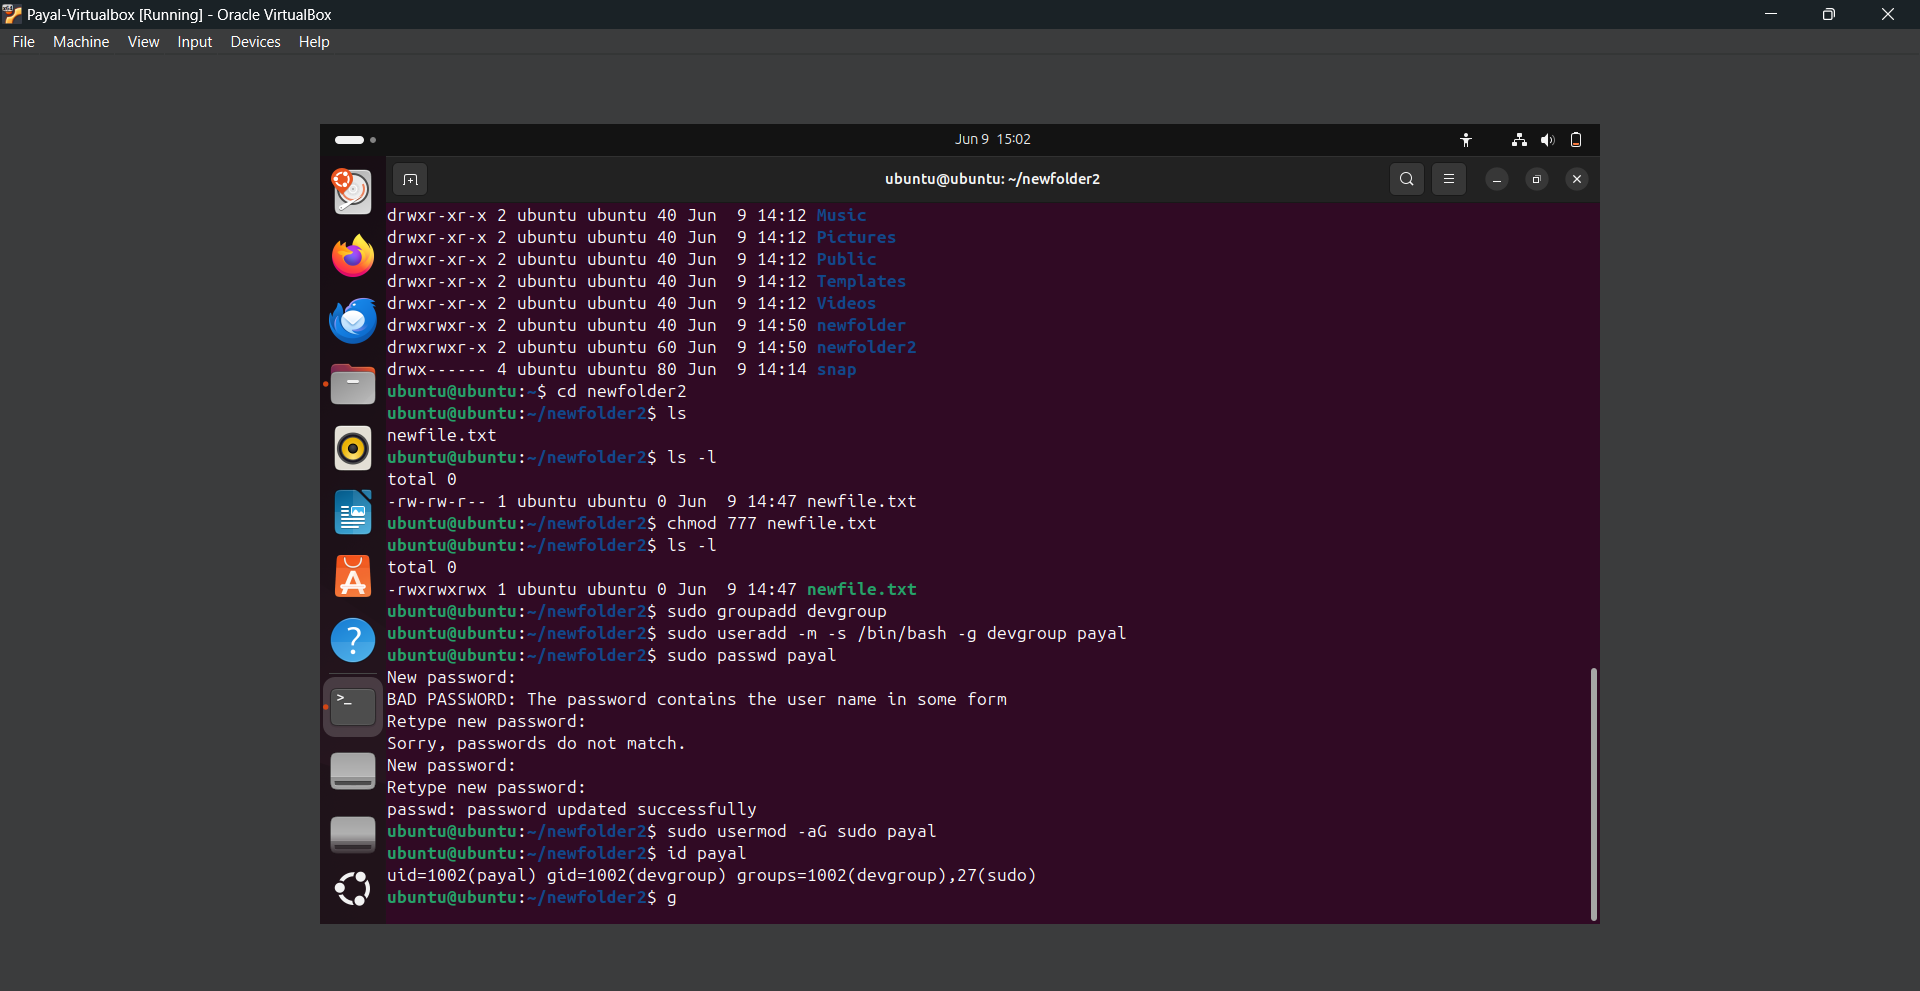 Payal-Virtualbox [Running] - Oracle VirtualBox
File Machine View Input Devices Help
Jun 9 15:02
ubuntu@ubuntu: ~/newfolder2
drwxr-xr-x 2 ubuntu ubuntu 40 Jun  9 14:12 Music
drwxr-xr-x 2 ubuntu ubuntu 40 Jun  9 14:12 Pictures
drwxr-xr-x 2 ubuntu ubuntu 40 Jun  9 14:12 Public
drwxr-xr-x 2 ubuntu ubuntu 40 Jun  9 14:12 Templates
drwxr-xr-x 2 ubuntu ubuntu 40 Jun  9 14:12 Videos
drwxrwxr-x 2 ubuntu ubuntu 40 Jun  9 14:50 newfolder
drwxrwxr-x 2 ubuntu ubuntu 60 Jun  9 14:50 newfolder2
drwx------ 4 ubuntu ubuntu 80 Jun  9 14:14 snap
ubuntu@ubuntu:~$ cd newfolder2
ubuntu@ubuntu:~/newfolder2$ ls
newfile.txt
ubuntu@ubuntu:~/newfolder2$ ls -l
total 0
-rw-rw-r-- 1 ubuntu ubuntu 0 Jun  9 14:47 newfile.txt
ubuntu@ubuntu:~/newfolder2$ chmod 777 newfile.txt
ubuntu@ubuntu:~/newfolder2$ ls -l
total 0
-rwxrwxrwx 1 ubuntu ubuntu 0 Jun  9 14:47 newfile.txt
ubuntu@ubuntu:~/newfolder2$ sudo groupadd devgroup
ubuntu@ubuntu:~/newfolder2$ sudo useradd -m -s /bin/bash -g devgroup payal
ubuntu@ubuntu:~/newfolder2$ sudo passwd payal
New password:
BAD PASSWORD: The password contains the user name in some form
Retype new password:
Sorry, passwords do not match.
New password:
Retype new password:
passwd: password updated successfully
ubuntu@ubuntu:~/newfolder2$ sudo usermod -aG sudo payal
ubuntu@ubuntu:~/newfolder2$ id payal
uid=1002(payal) gid=1002(devgroup) groups=1002(devgroup),27(sudo)
ubuntu@ubuntu:~/newfolder2$ g